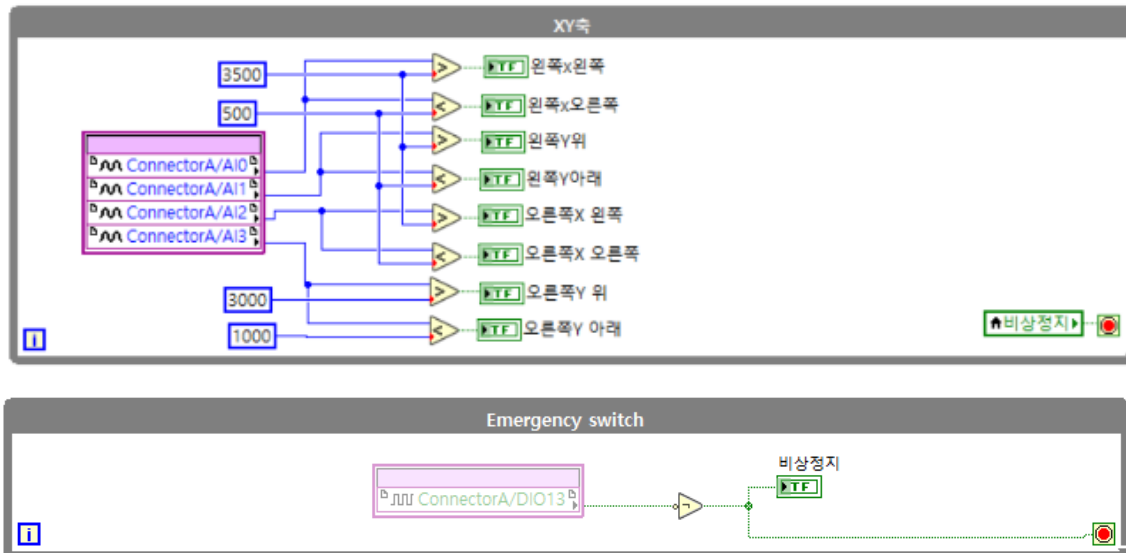 XY축
3500
500
왼쪽x왼쪽
왼쪽x오른쪽
왼쪽Y위
왼쪽Y아래
오른쪽X 왼쪽
오른쪽X 오른쪽
오른쪽Y 위
오른쪽Y 아래
ConnectorA/AI0
ConnectorA/AI1
ConnectorA/AI2
ConnectorA/AI3
3000
1000
TF
TF
TF
TF
TF
TF
TF
TF
i
비상정지
Emergency switch
ConnectorA/DIO13
비상정지
TF
i